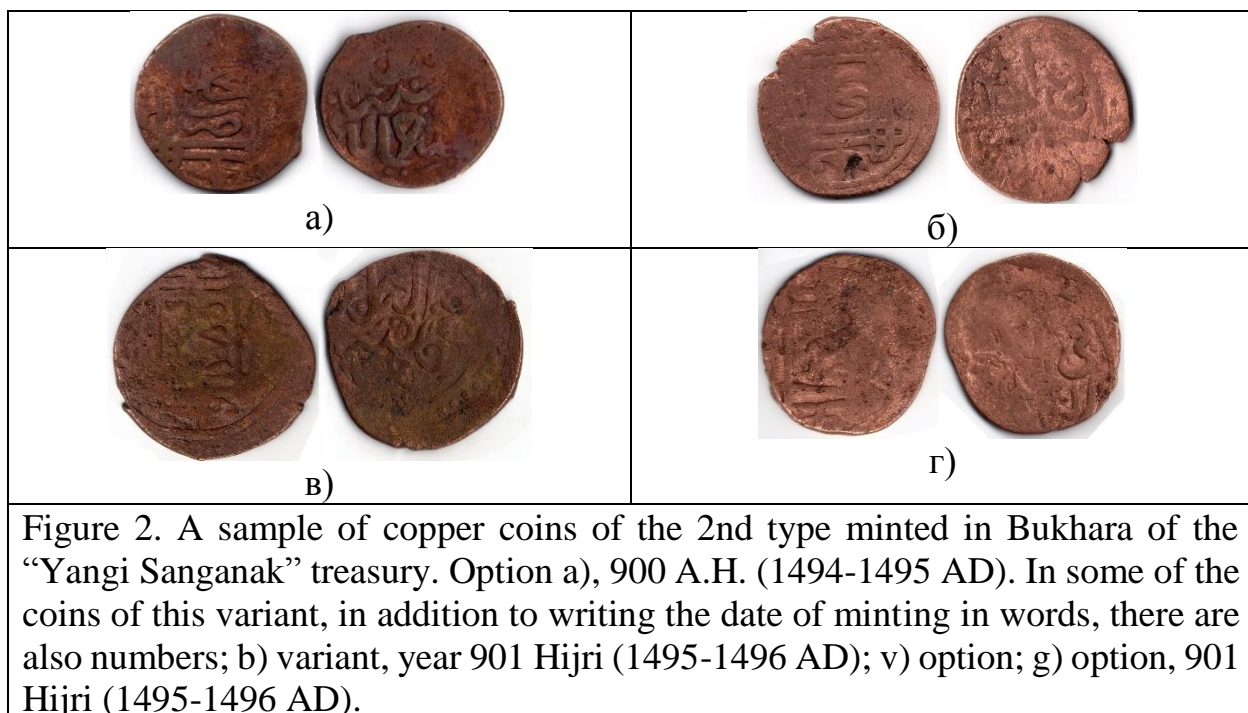 а)
б)
в)
г)
Figure 2. A sample of copper coins of the 2nd type minted in Bukhara of the
“Yangi Sanganak” treasury. Option a), 900 A.H. (1494-1495 AD). In some of the
coins of this variant, in addition to writing the date of minting in words, there are
also numbers; b) variant, year 901 Hijri (1495-1496 AD); v) option; g) option, 901
Hijri (1495-1496 AD).